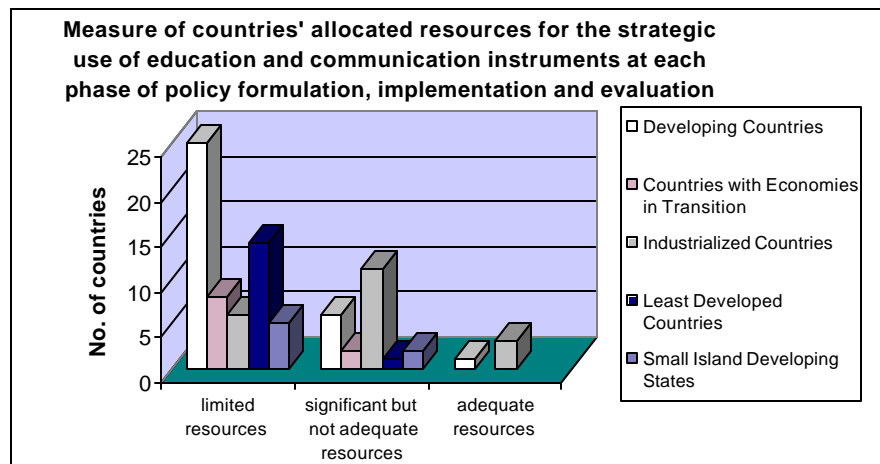 Measure of countries' allocated resources for the strategic
use of education and communication instruments at each
phase of policy formulation, implementation and evaluation
No. of countries
25
20
15
10
5
0
limited
resources
significant but
not adequate
resources
adequate
resources
Developing Countries
Countries with Economies
in Transition
Industrialized Countries
Least Developed
Countries
Small Island Developing
States